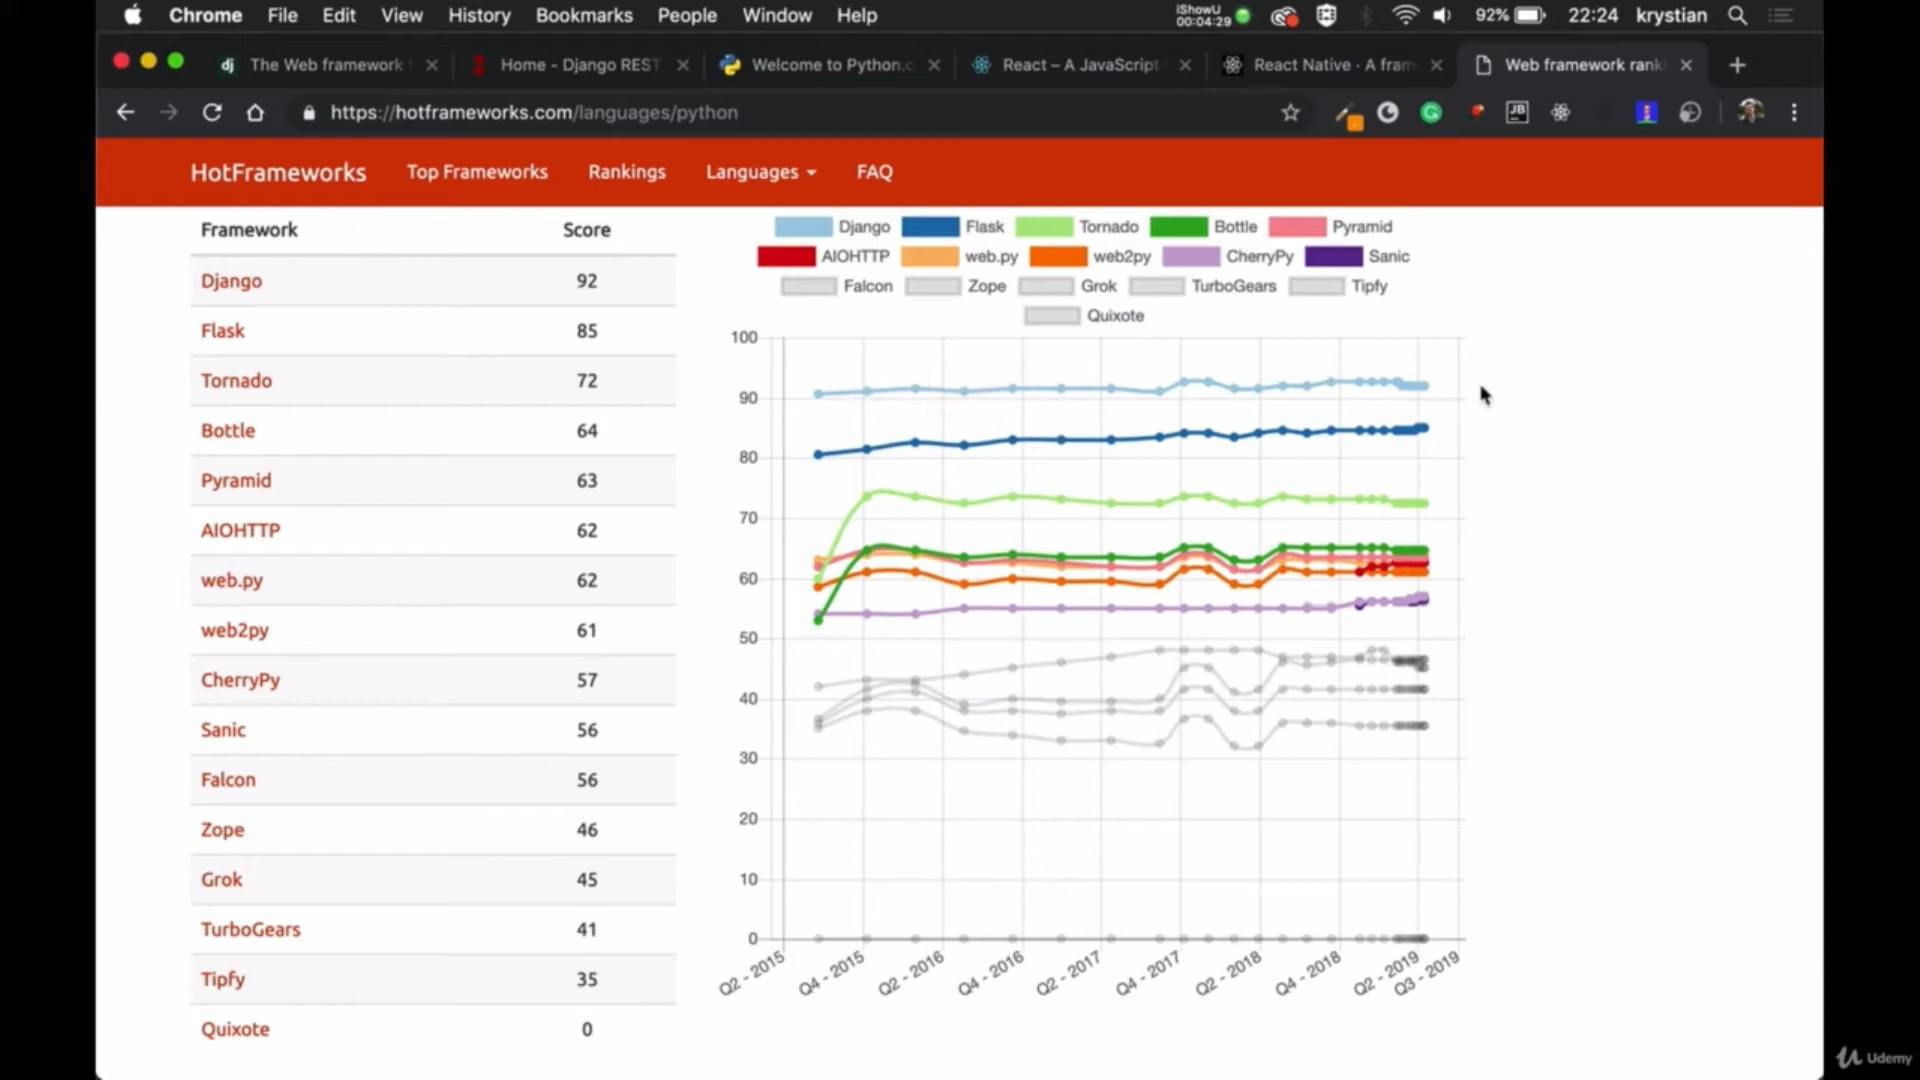 Chrome File Edit View History Bookmarks People Window Help iShowU 00:04:29 92% 22:24 krystian
dj The Web framework Home - Django REST Welcome to Python.o React – A JavaScript React Native · A fram Web framework rank
https://hotframeworks.com/languages/python JB
HotFrameworks Top Frameworks Rankings Languages FAQ
Framework Score
Django 92
Flask 85
Tornado 72
Bottle 64
Pyramid 63
AIOHTTP 62
web.py 62
web2py 61
CherryPy 57
Sanic 56
Falcon 56
Zope 46
Grok 45
TurboGears 41
Tipfy 35
Quixote 0
Django Flask Tornado Bottle Pyramid
AIOHTTP web.py web2py CherryPy Sanic
Falcon Zope Grok TurboGears Tipfy
Quixote
100
90
80
70
60
50
40
30
20
10
0
Q2 - 2015 Q4 - 2015 Q2 - 2016 Q4 - 2016 Q2 - 2017 Q4 - 2017 Q2 - 2018 Q4 - 2018 Q2 - 2019 Q3 - 2019
Udemy